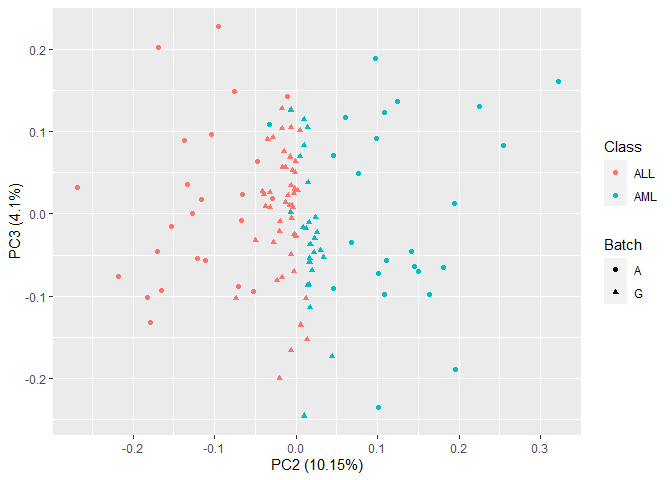 0.2
0.1
0.0
-0.1
-0.2
PC3 (4.1%)
-0.2 -0.1 0.0 0.1 0.2 0.3
PC2 (10.15%)
Class
ALL
AML
Batch
A
G